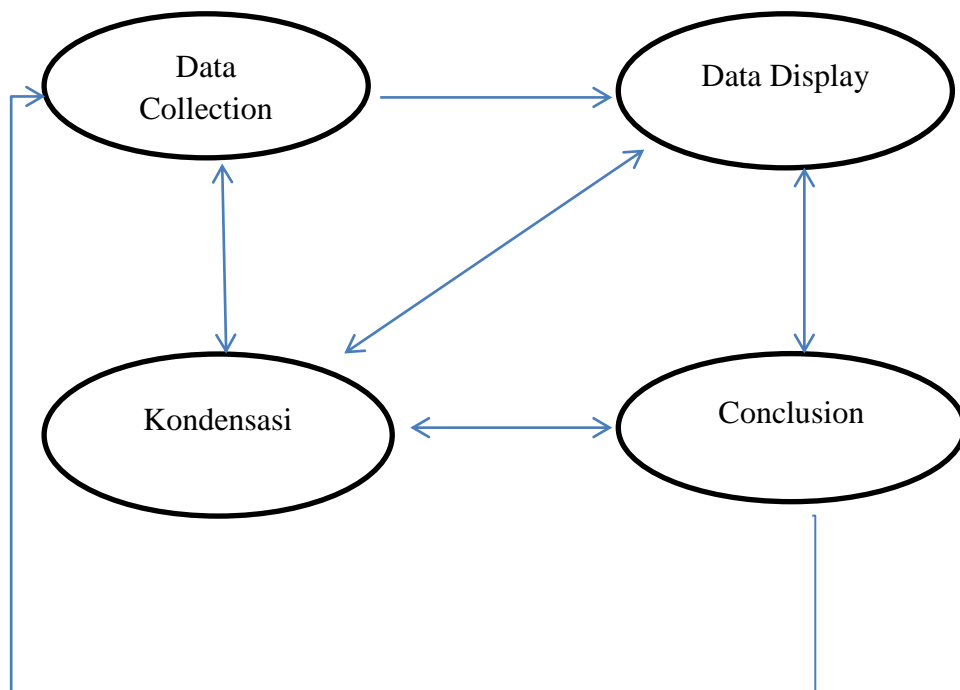 Data
Collection
Data Display
Kondensasi
Conclusion